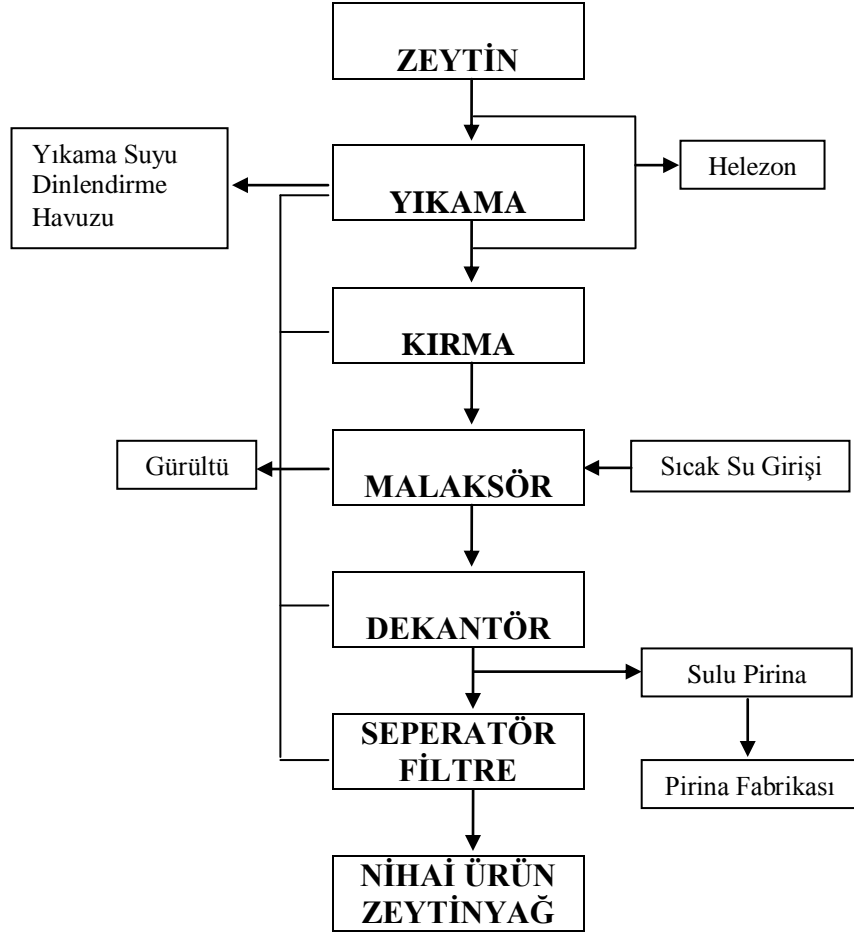 ZEYTİN
Yıkama Suyu
Dinlendirme
Havuzu
Helezon
YIKAMA
KIRMA
Gürültü
MALAKSÖR
Sıcak Su Girişi
DEKANTÖR
Sulu Pirina
SEPERATÖR
FİLTRE
Pirina Fabrikası
NİHAİ ÜRÜN
ZEYTİNYAĞ